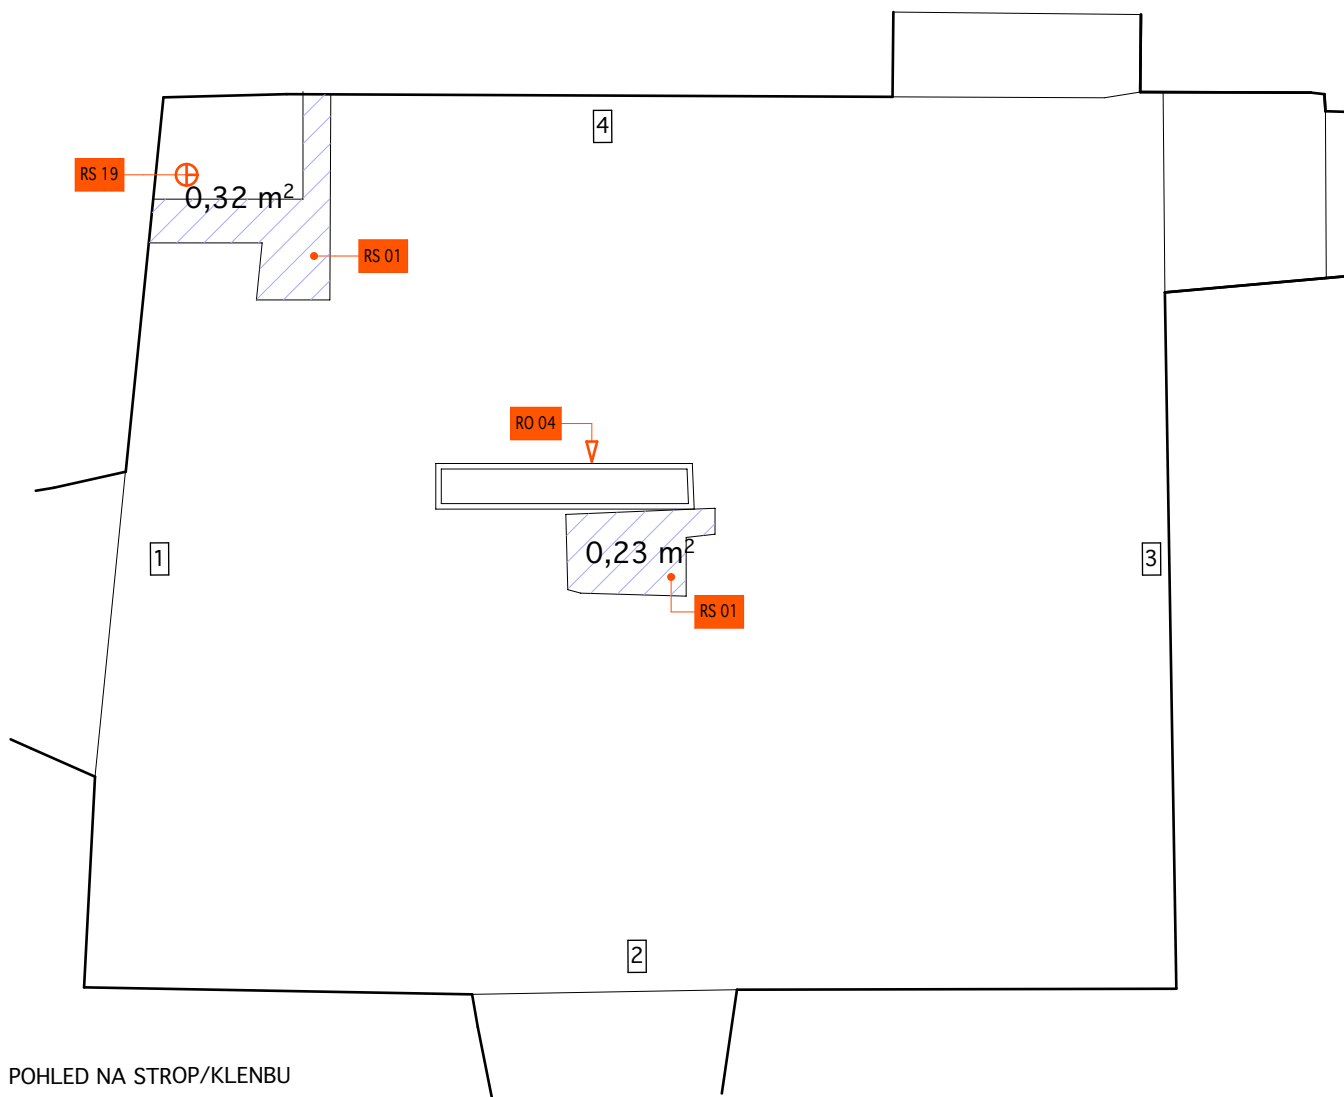 4
RS 19
0,32 m²
RS 01
RO 04
1
0,23 m²
3
RS 01
2
POHLED NA STROP/KLENBU